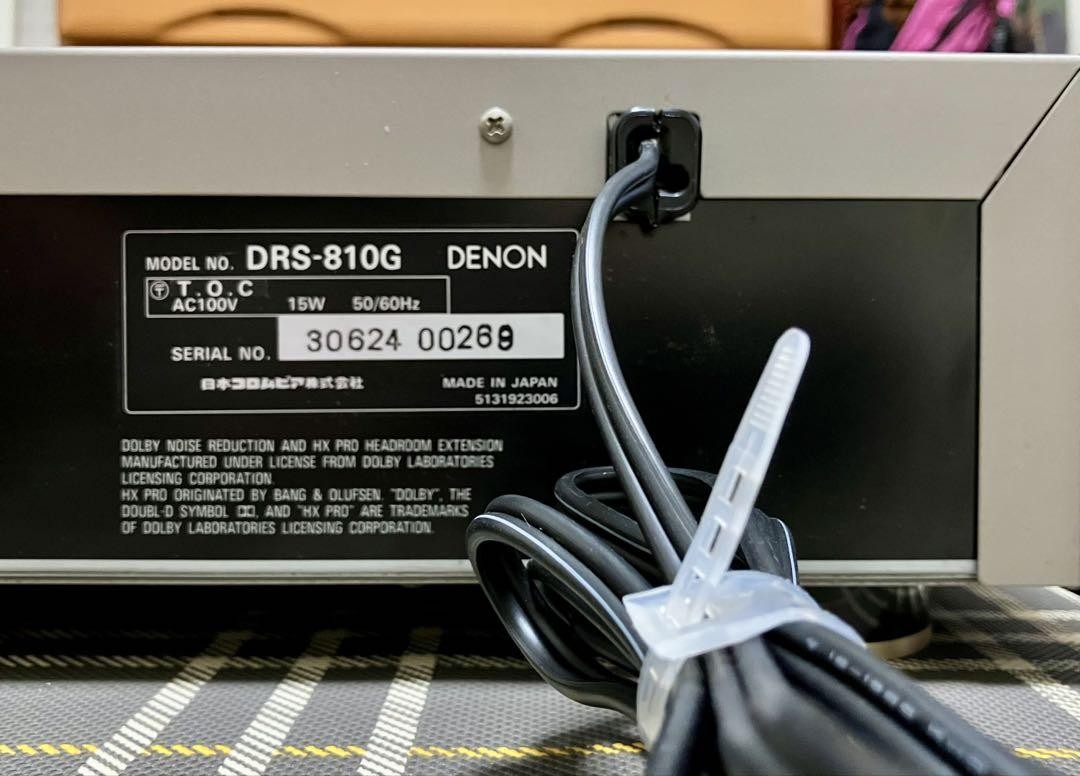 MODEL NO. DRS-810G DENON
〶 T.O.C
AC100V 15W 50/60Hz
SERIAL NO. 30624 00269
日本コロムビア株式会社 MADE IN JAPAN
5131923006
DOLBY NOISE REDUCTION AND HX PRO HEADROOM EXTENSION
MANUFACTURED UNDER LICENSE FROM DOLBY LABORATORIES
LICENSING CORPORATION.
HX PRO ORIGINATED BY BANG & OLUFSEN. "DOLBY", THE
DOUBL-D SYMBOL, AND "HX PRO" ARE TRADEMARKS
OF DOLBY LABORATORIES LICENSING CORPORATION.